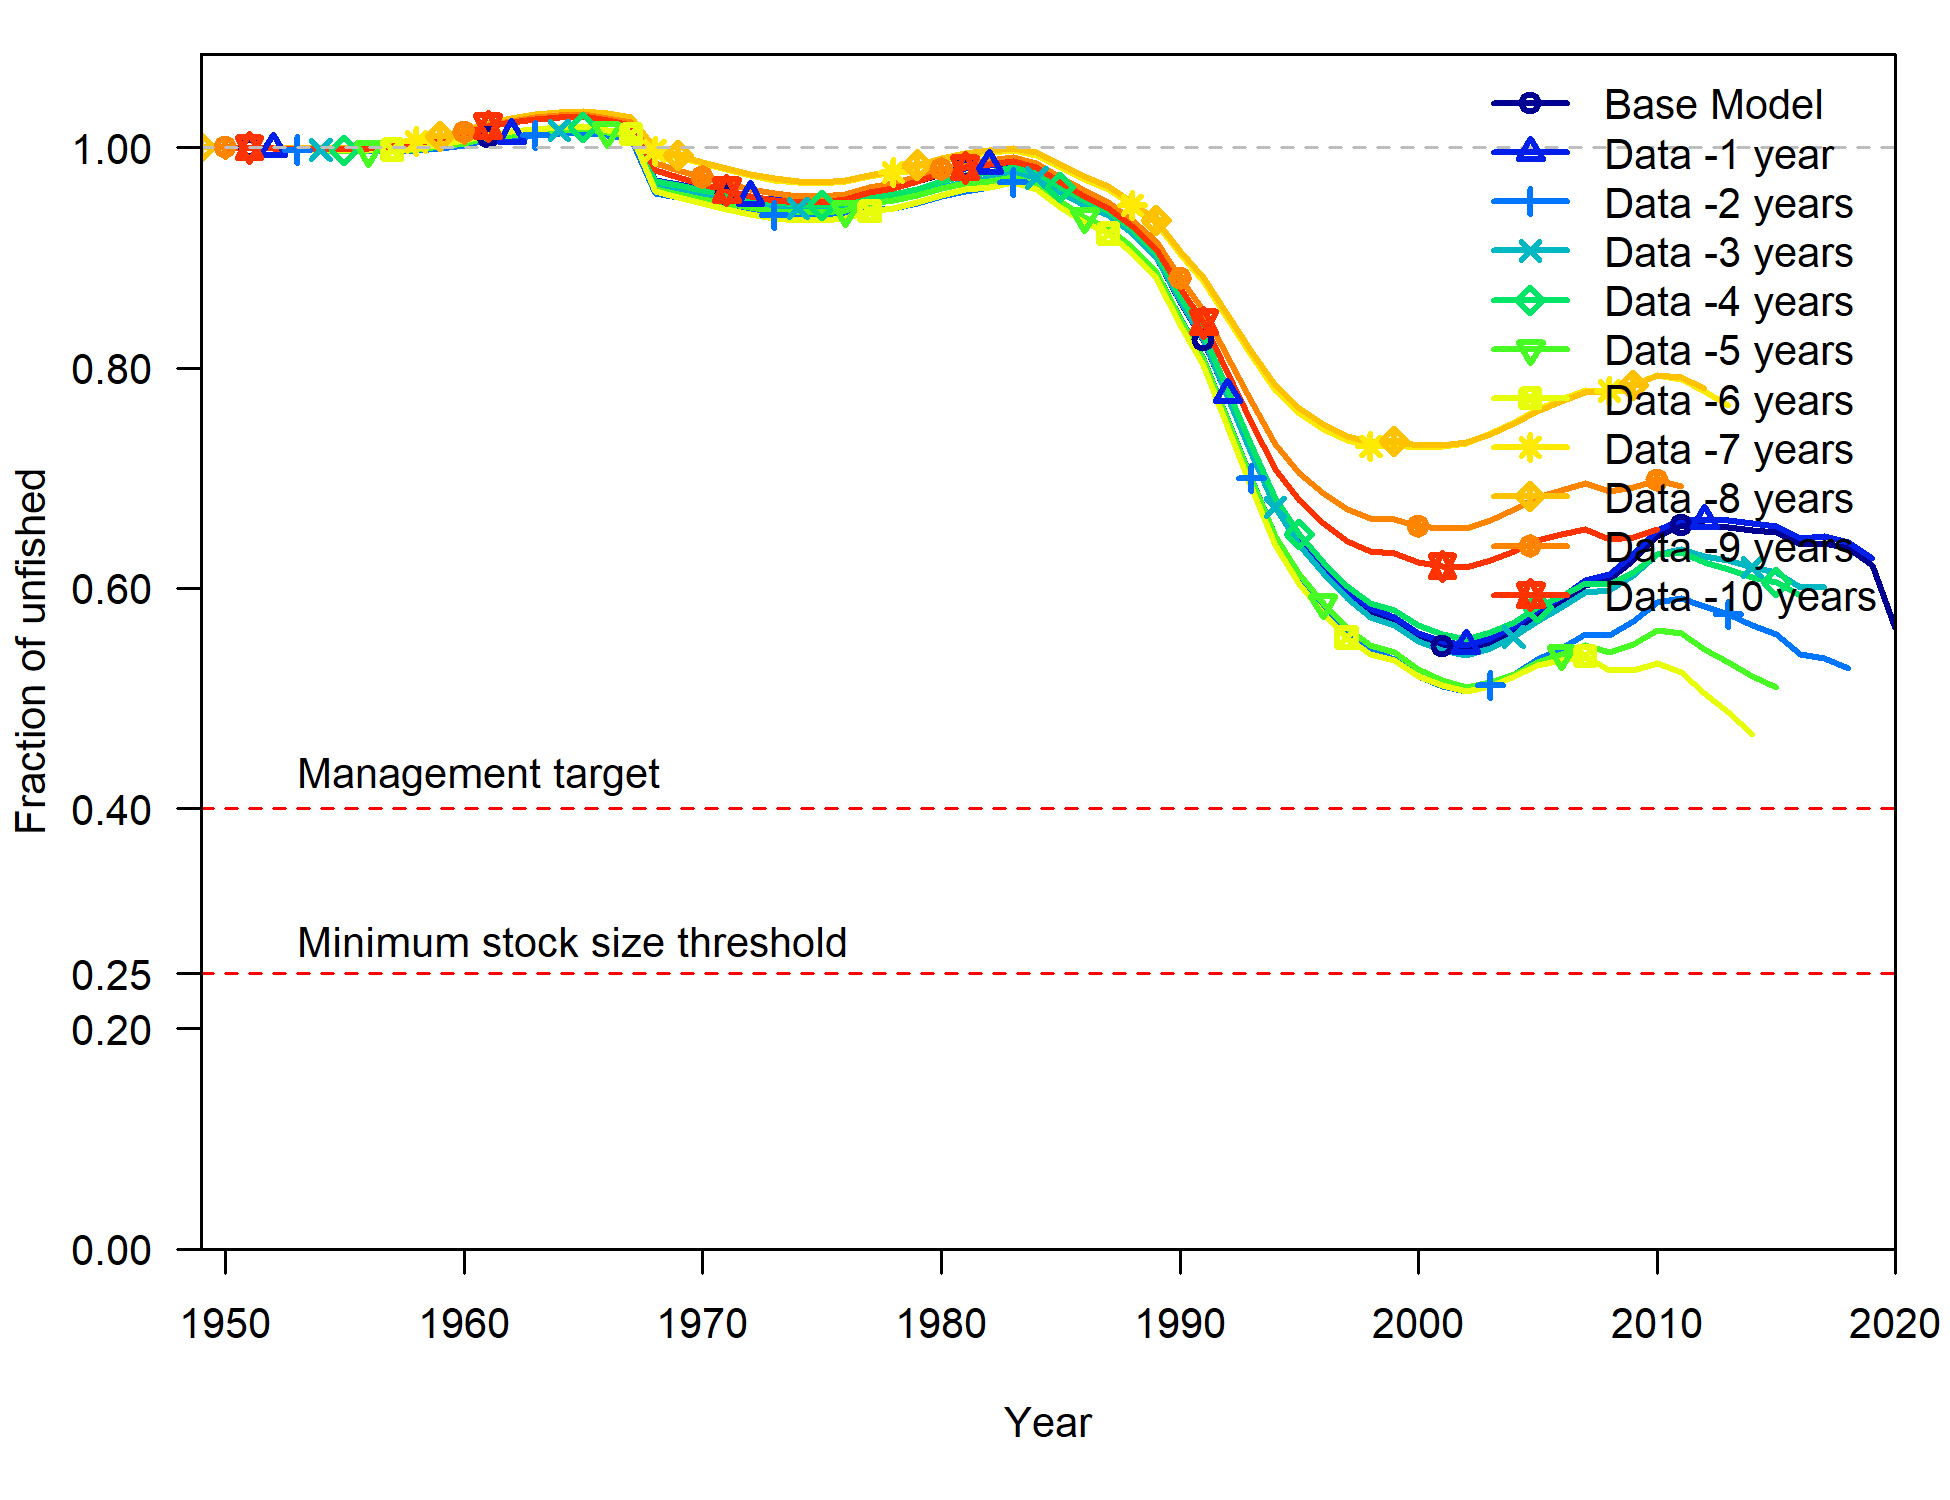 Base Model
Data -1 year
Data -2 years
Data -3 years
Data -4 years
Data -5 years
Data -6 years
Data -7 years
Data -8 years
Data -9 years
Data -10 years
1.00
0.80
0.60
0.40
0.25
0.20
0.00
Fraction of unfished
Management target
Minimum stock size threshold
1950 1960 1970 1980 1990 2000 2010 2020
Year